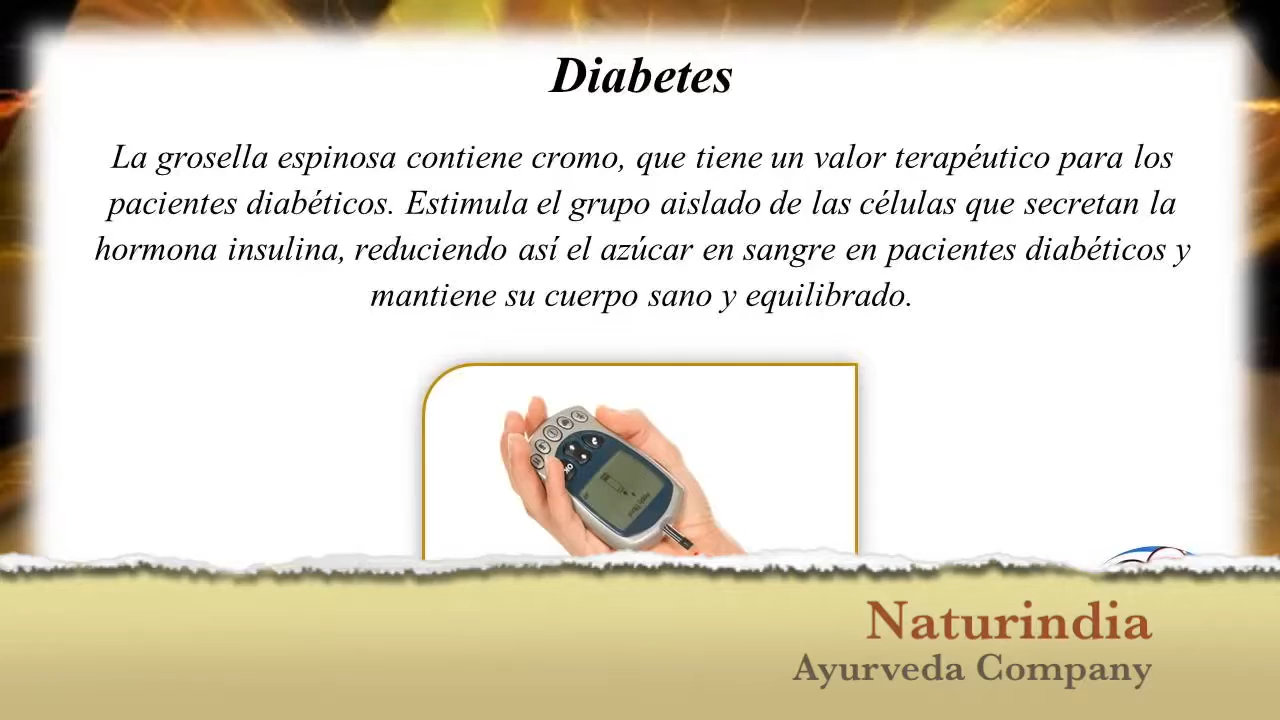 Diabetes
La grosella espinosa contiene cromo, que tiene un valor terapéutico para los
pacientes diabéticos. Estimula el grupo aislado de las células que secretan la
hormona insulina, reduciendo así el azúcar en sangre en pacientes diabéticos y
mantiene su cuerpo sano y equilibrado.
Naturindia
Ayurveda Company